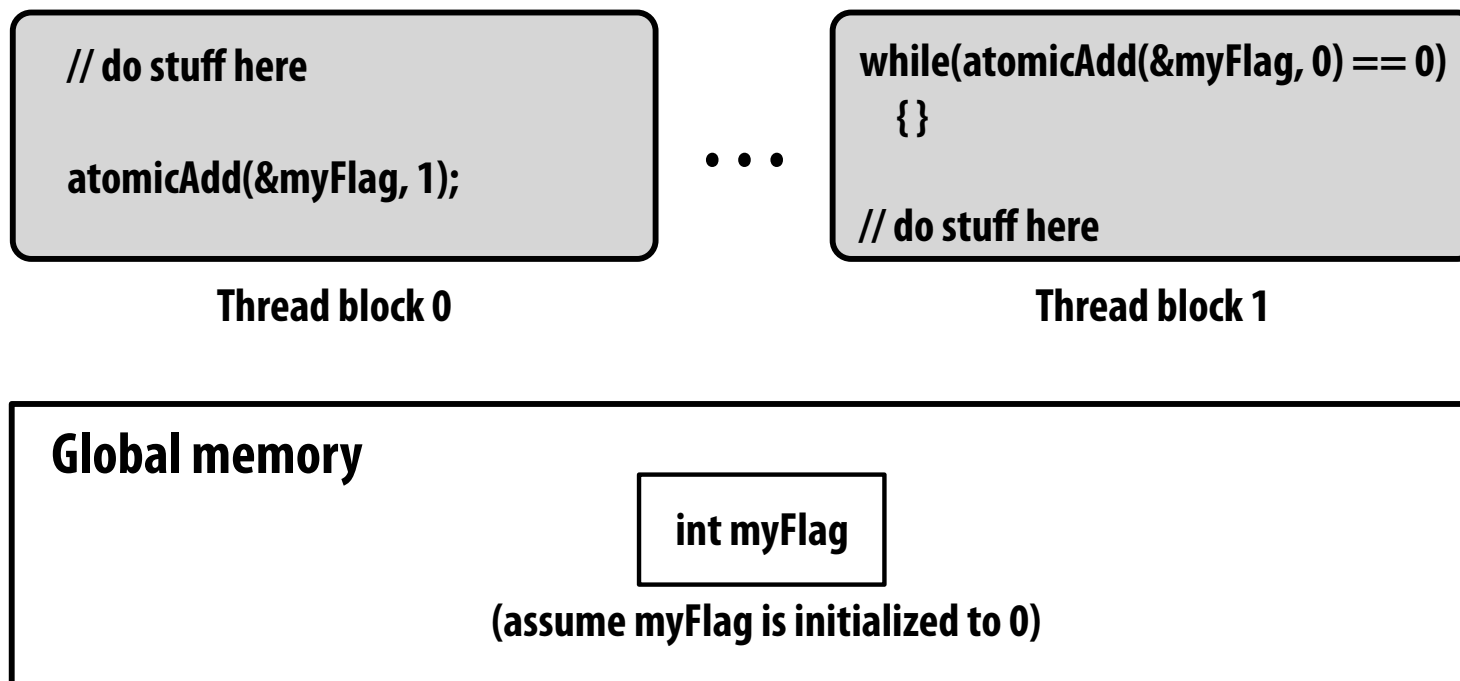 // do stuff here
atomicAdd(&myFlag, 1);
• • •
while(atomicAdd(&myFlag, 0) == 0)
{ }
// do stuff here
Thread block 0
Thread block 1
Global memory
int myFlag
(assume myFlag is initialized to 0)